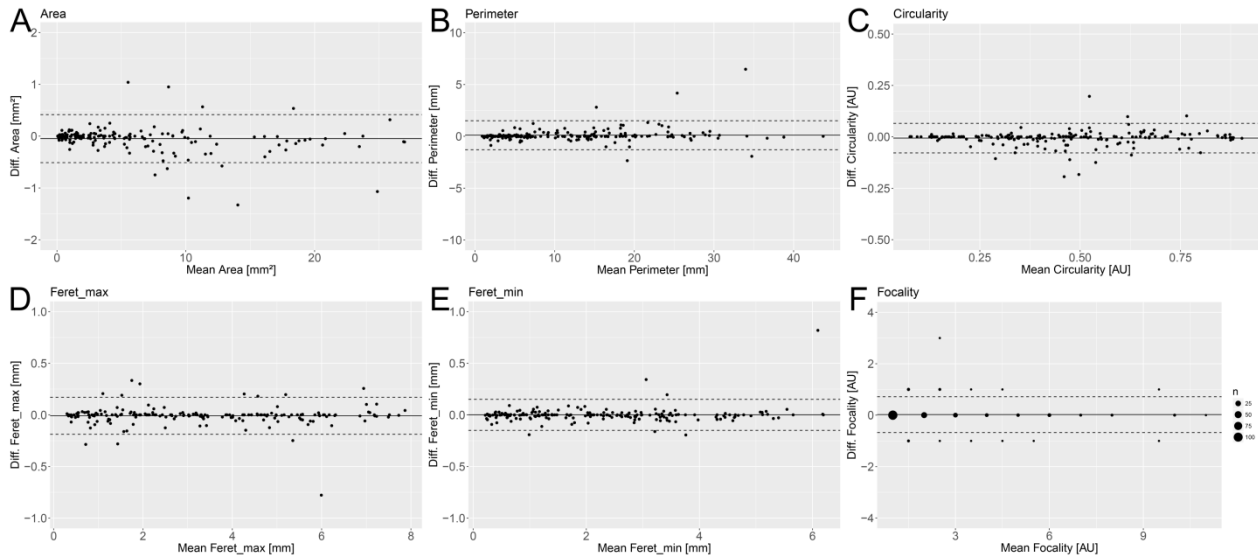 A Area
2
1
0
−1
−2
Diff. Area [mm²]
0 10 20
Mean Area [mm²]
B Perimeter
10
5
0
−5
−10
Diff. Perimeter [mm]
0 10 20 30 40
Mean Perimeter [mm]
C Circularity
0.50
0.25
0.00
−0.25
−0.50
Diff. Circularity [AU]
0.25 0.50 0.75
Mean Circularity [AU]
D Feret_max
1.0
0.5
0.0
−0.5
−1.0
Diff. Feret_max [mm]
0 2 4 6 8
Mean Feret_max [mm]
E Feret_min
1.0
0.5
0.0
−0.5
−1.0
Diff. Feret_min [mm]
0 2 4 6
Mean Feret_min [mm]
F Focality
4
2
0
−2
−4
Diff. Focality [AU]
3 6 9
Mean Focality [AU]
n
25
50
75
100